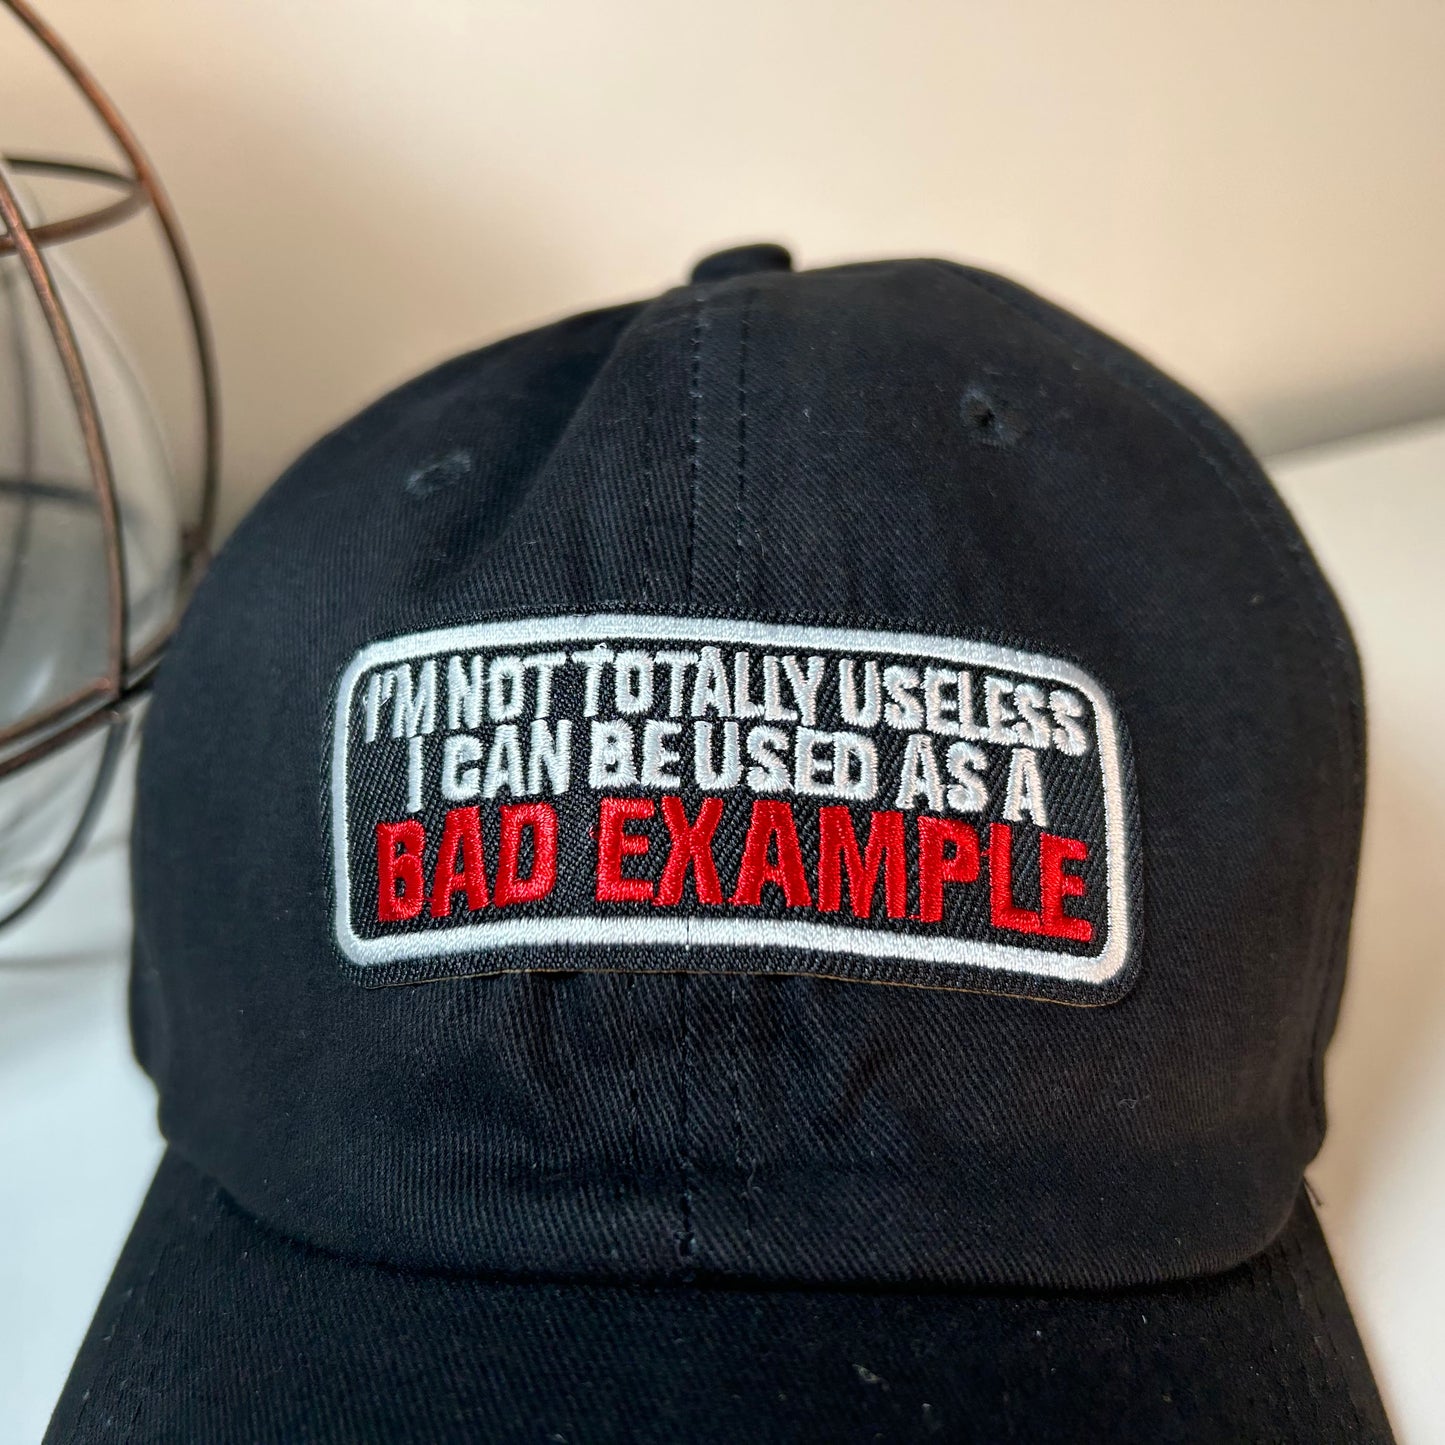 I'M NOT TOTALLY USELESS
I CAN BE USED AS A
BAD EXAMPLE